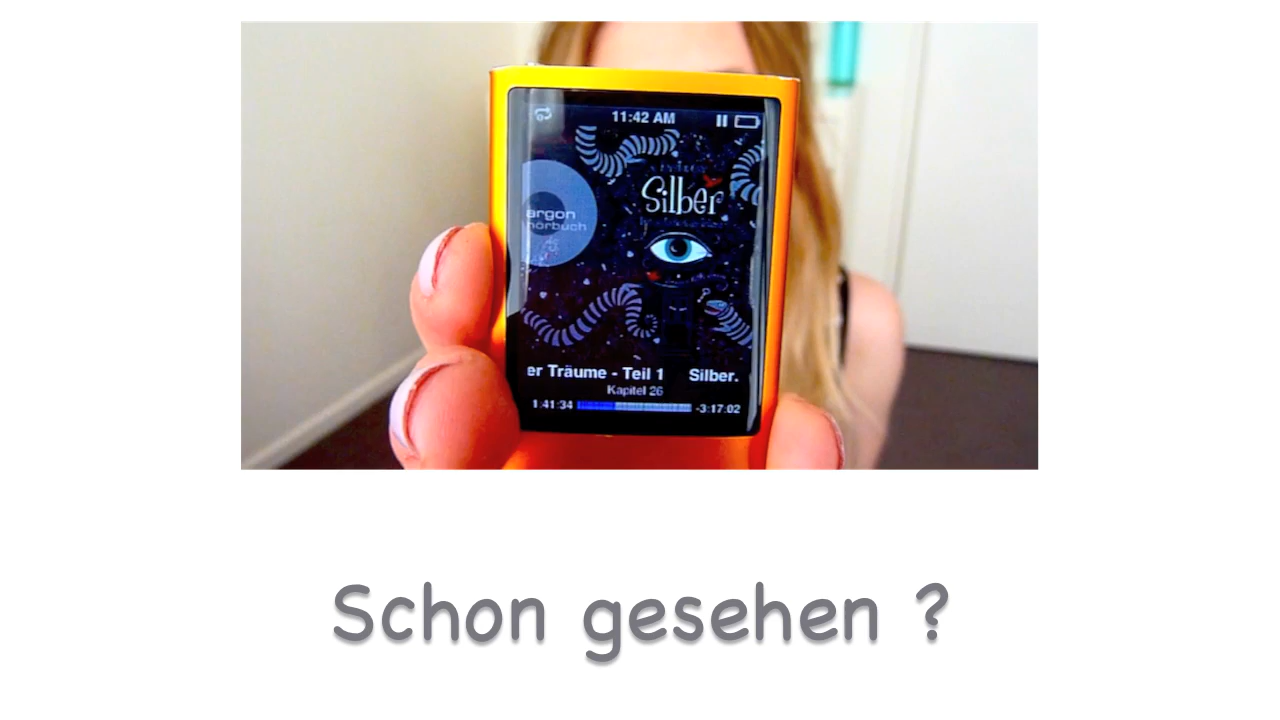 11:42 AM
Silber
argon
hörbuch
er Träume - Teil 1 Silber.
Kapitel 26
1:41:34 -3:17:02
Schon gesehen ?